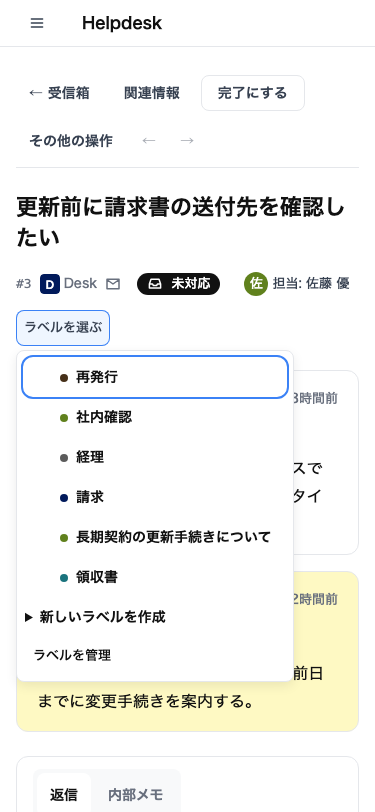 Helpdesk
← 受信箱
関連情報
完了にする
その他の操作
←
→
更新前に請求書の送付先を確認し
たい
#3
D
Desk
未対応
佐
担当: 佐藤 優
ラベルを選ぶ
再発行
3時間前
社内確認
経理
スで
請求
タイ
長期契約の更新手続きについて
領収書
2時間前
▶ 新しいラベルを作成
ラベルを管理
前日
までに変更手続きを案内する。
返信
内部メモ